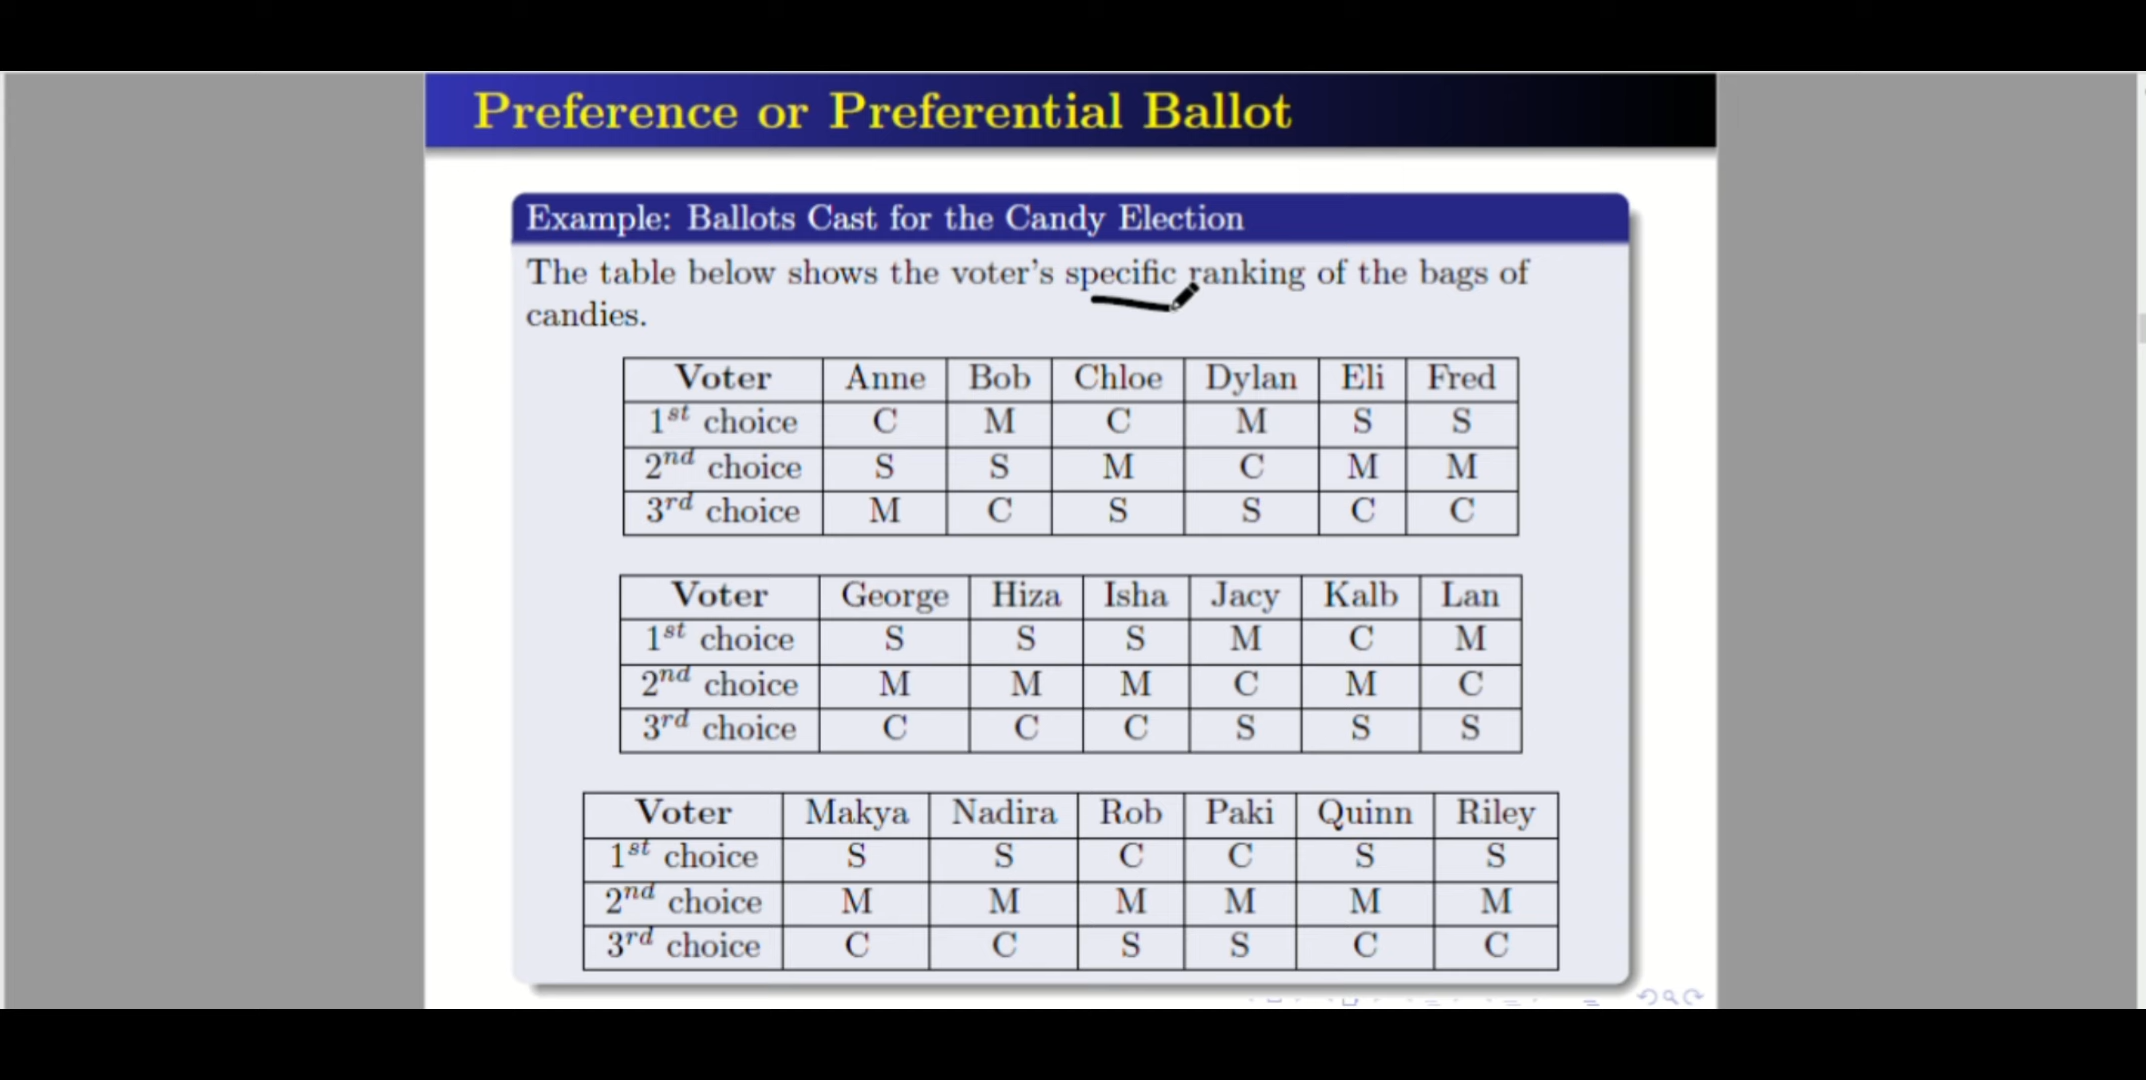 Preference or Preferential Ballot
Example: Ballots Cast for the Candy Election
The table below shows the voter's specific ranking of the bags of
candies.
Voter Anne Bob Chloe Dylan Eli Fred
1st choice C M C M S S
2nd choice S S M C M M
3rd choice M C S S C C
Voter George Hiza Isha Jacy Kalb Lan
1st choice S S S M C M
2nd choice M M M C M C
3rd choice C C C S S S
Voter Makya Nadira Rob Paki Quinn Riley
1st choice S S C C S S
2nd choice M M M M M M
3rd choice C C S S C C